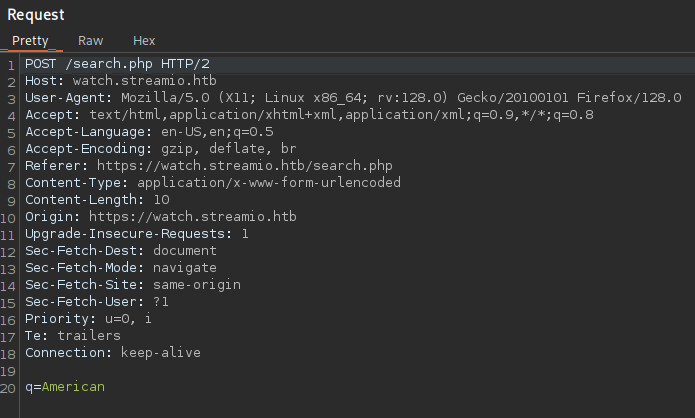 Request
Pretty Raw Hex
1 POST /search.php HTTP/2
2 Host: watch.streamio.htb
3 User-Agent: Mozilla/5.0 (X11; Linux x86_64; rv:128.0) Gecko/20100101 Firefox/128.0
4 Accept: text/html,application/xhtml+xml,application/xml;q=0.9,*/*;q=0.8
5 Accept-Language: en-US,en;q=0.5
6 Accept-Encoding: gzip, deflate, br
7 Referer: https://watch.streamio.htb/search.php
8 Content-Type: application/x-www-form-urlencoded
9 Content-Length: 10
10 Origin: https://watch.streamio.htb
11 Upgrade-Insecure-Requests: 1
12 Sec-Fetch-Dest: document
13 Sec-Fetch-Mode: navigate
14 Sec-Fetch-Site: same-origin
15 Sec-Fetch-User: ?1
16 Priority: u=0, i
17 Te: trailers
18 Connection: keep-alive
19
20 q=American